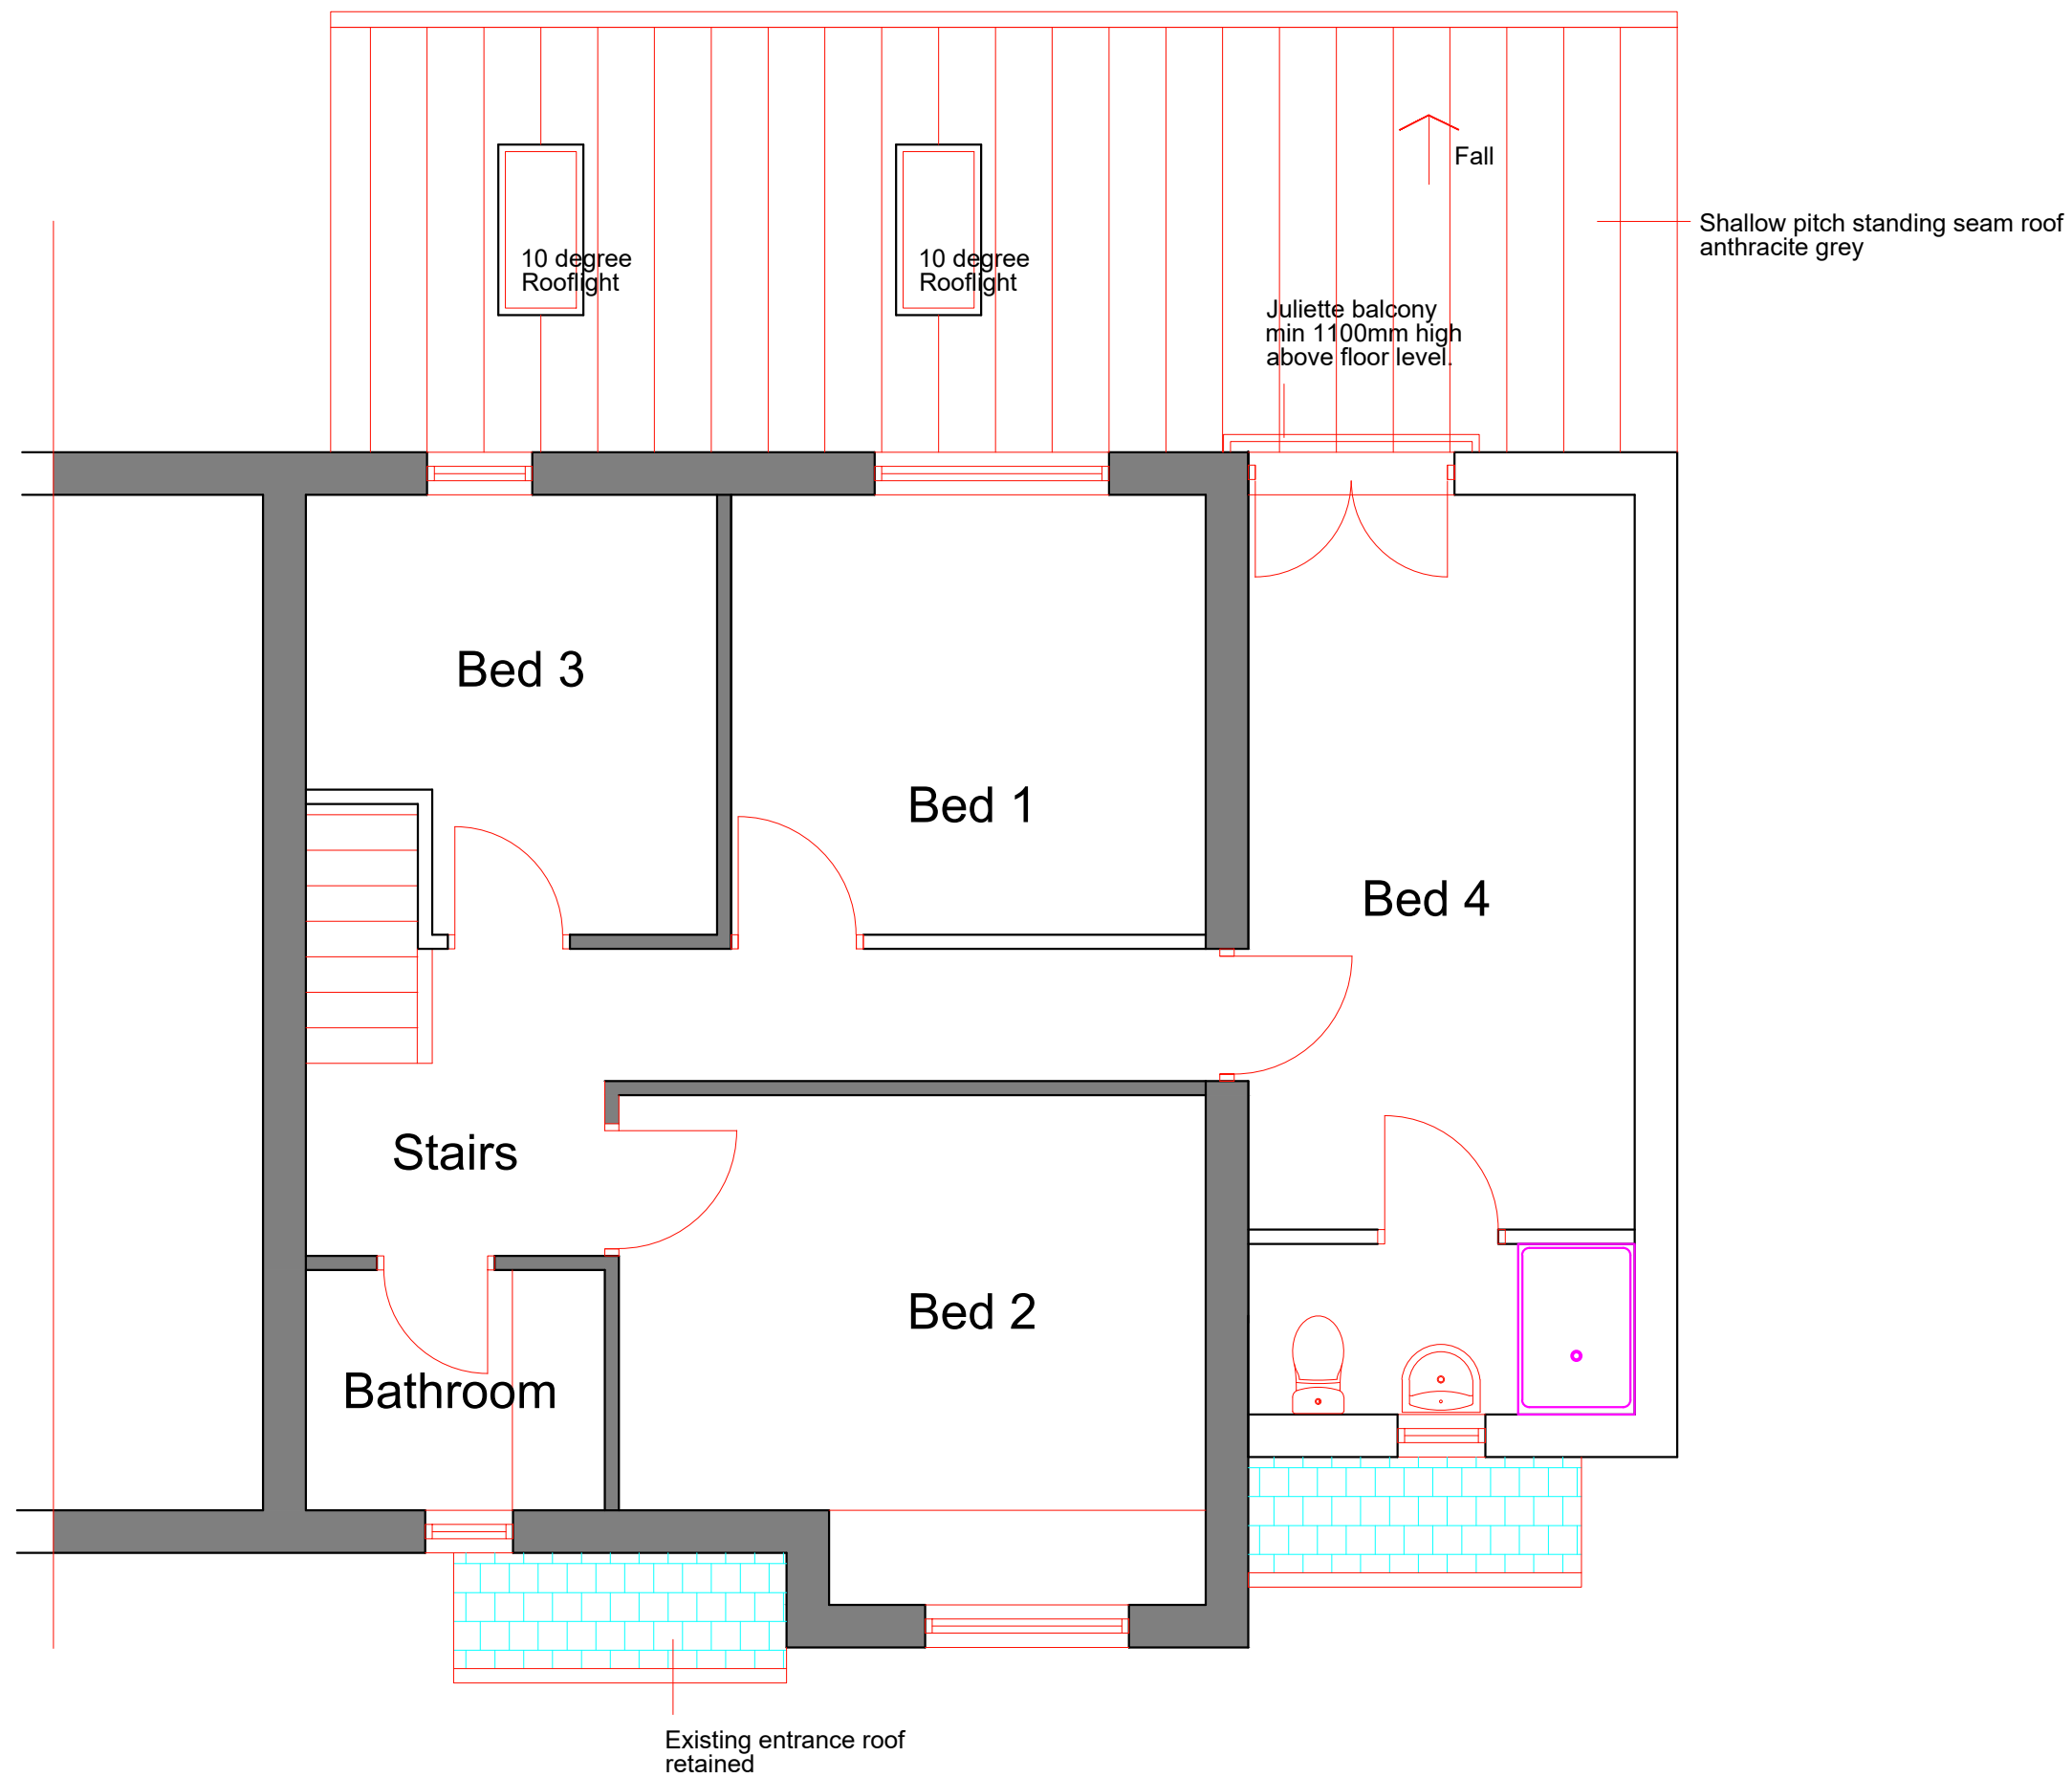 Fall
Shallow pitch standing seam roof
anthracite grey
10 degree
Rooflight
10 degree
Rooflight
Juliette balcony
min 1100mm high
above floor level.
Bed 3
Bed 1
Bed 4
Stairs
Bed 2
Bathroom
Existing entrance roof
retained